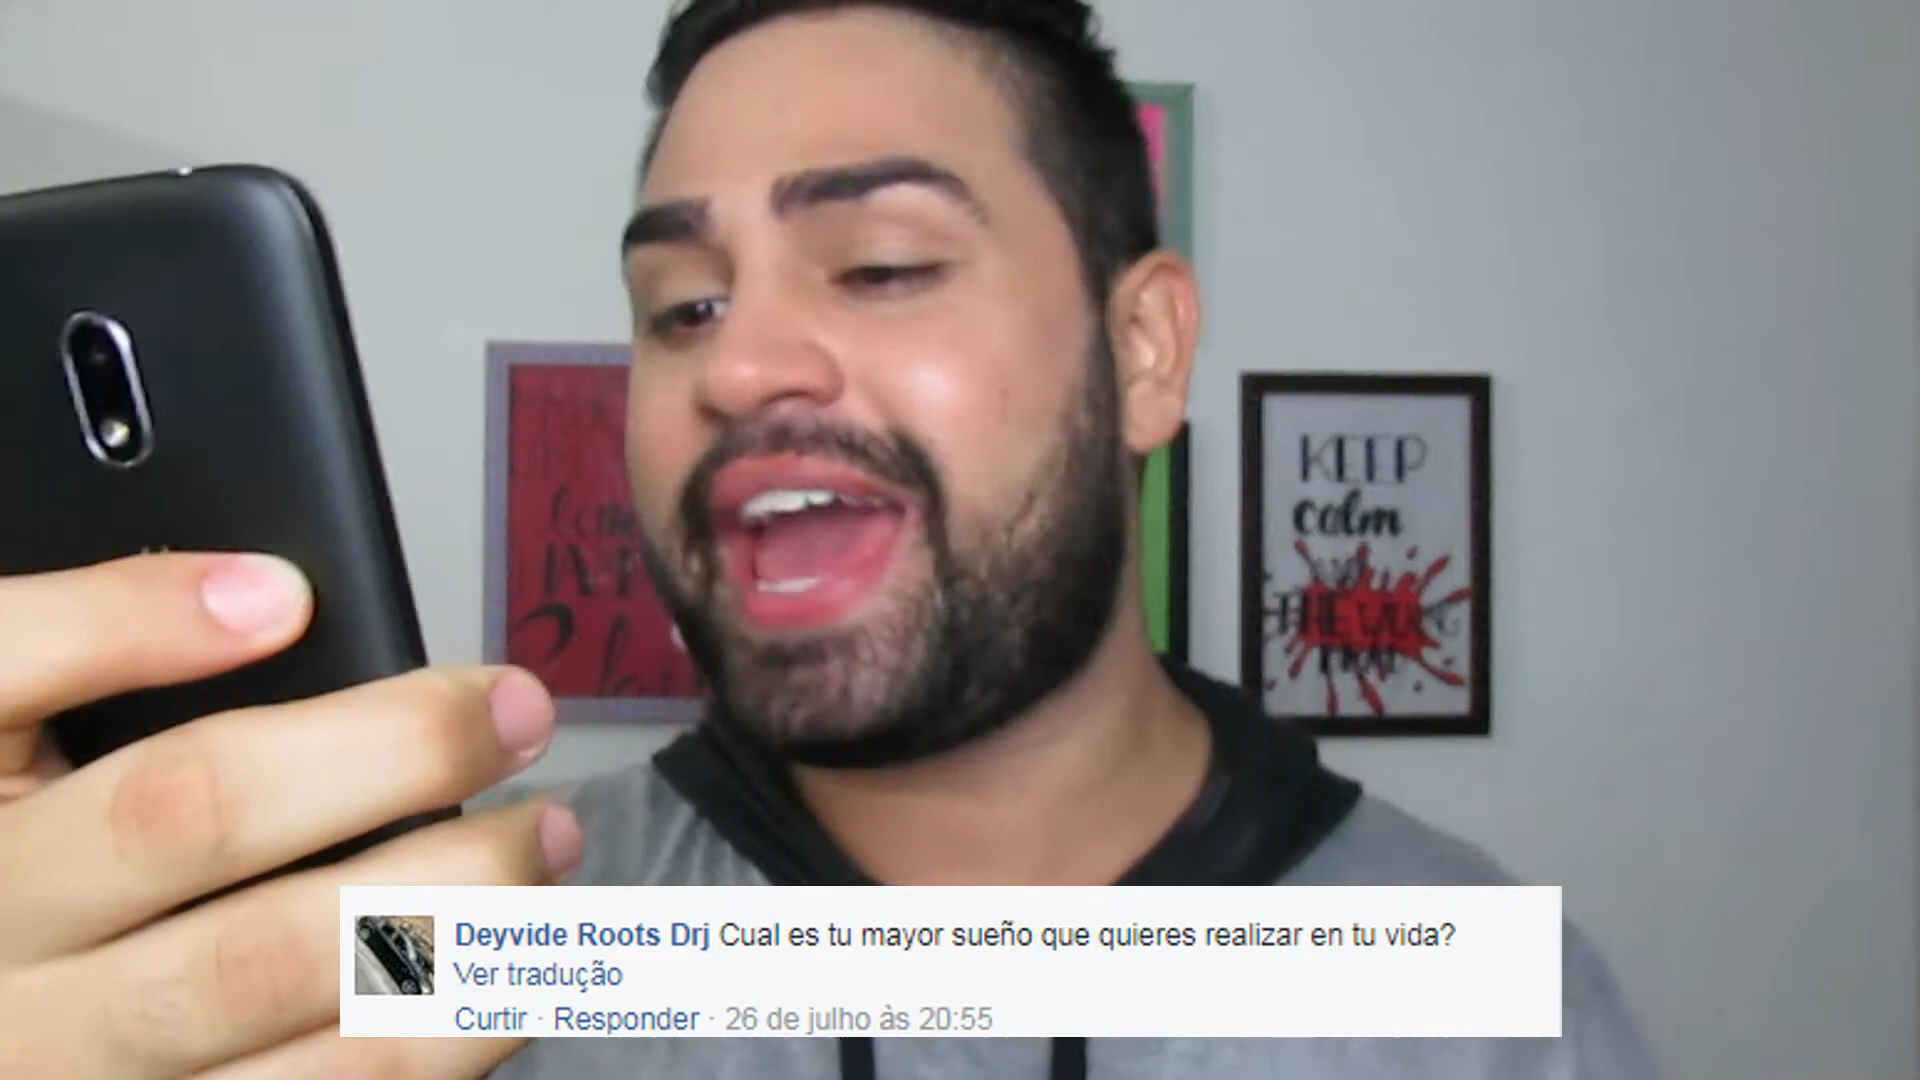 KEEP
calm
THE
Deyvide Roots Drj Cual es tu mayor sueño que quieres realizar en tu vida?
Ver tradução
Curtir · Responder · 26 de julho às 20:55